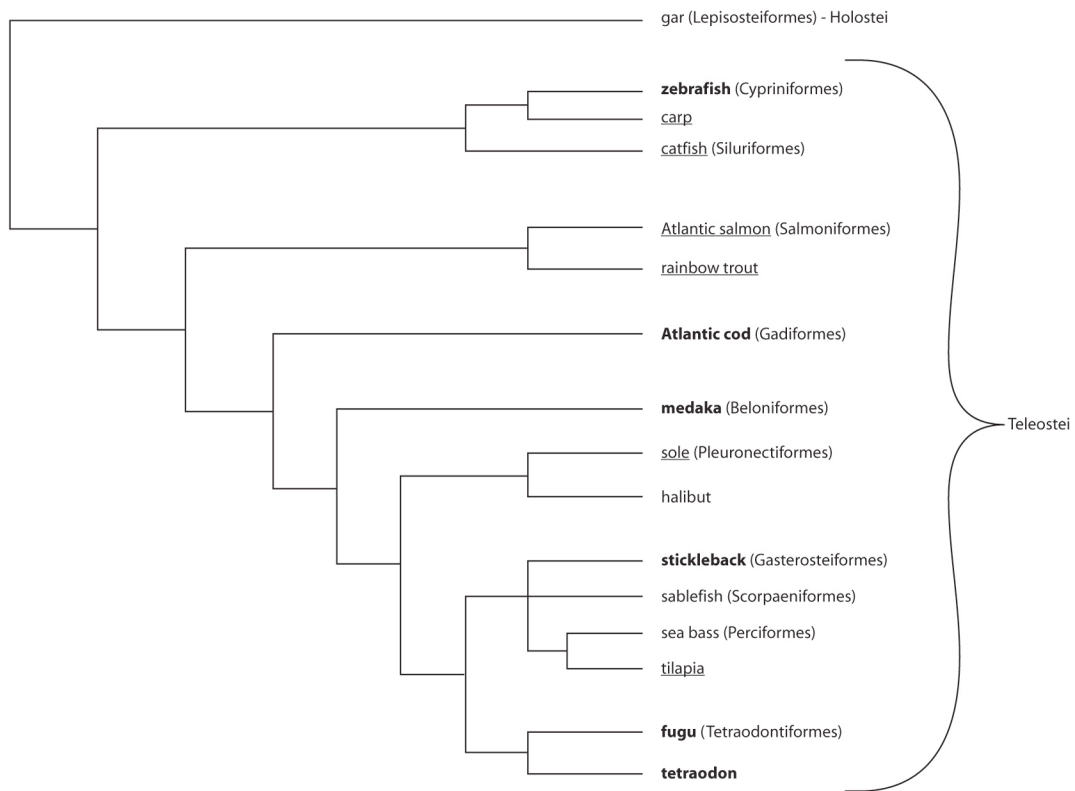 gar (Lepisosteiformes) - Holostei
zebrafish (Cypriniformes)
carp
catfish (Siluriformes)
Atlantic salmon (Salmoniformes)
rainbow trout
Atlantic cod (Gadiformes)
medaka (Beloniformes)
Teleostei
sole (Pleuronectiformes)
halibut
stickleback (Gasterosteiformes)
sablefish (Scorpaeniformes)
sea bass (Perciformes)
tilapia
fugu (Tetraodontiformes)
tetraodon